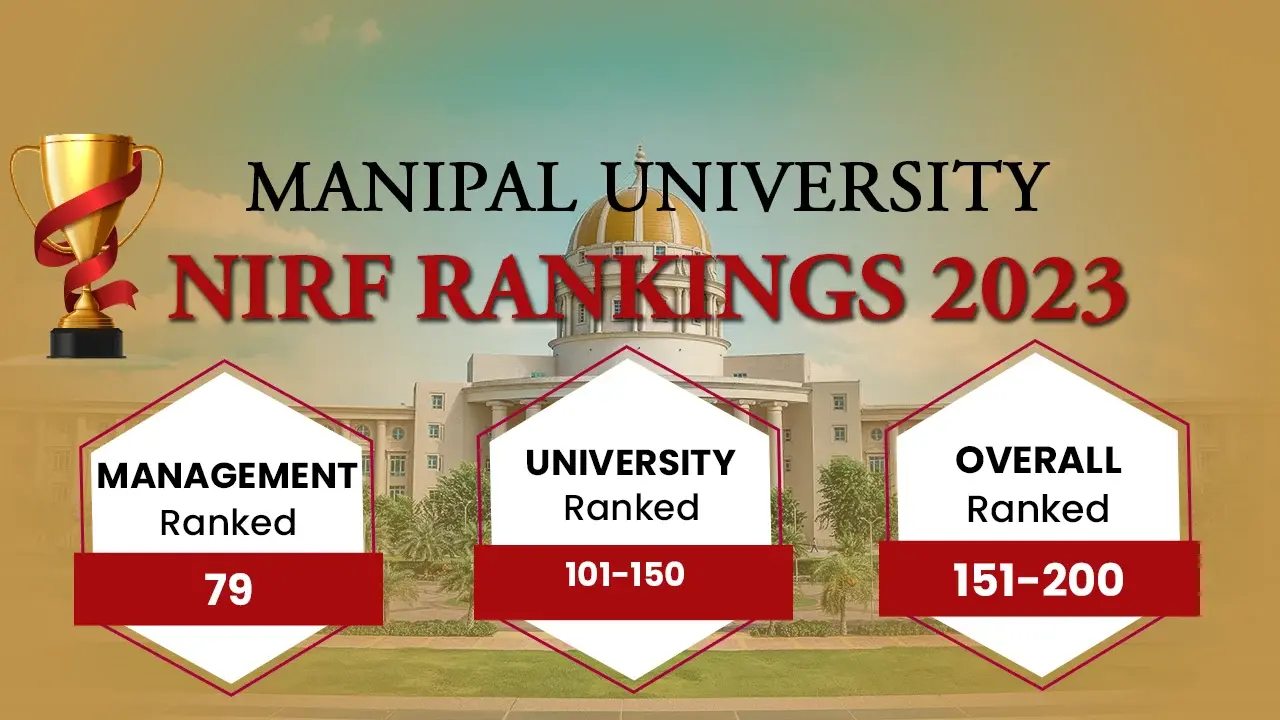 MANIPAL UNIVERSITY
NIRF RANKINGS 2023
MANAGEMENT
Ranked
79
UNIVERSITY
Ranked
101-150
OVERALL
Ranked
151-200